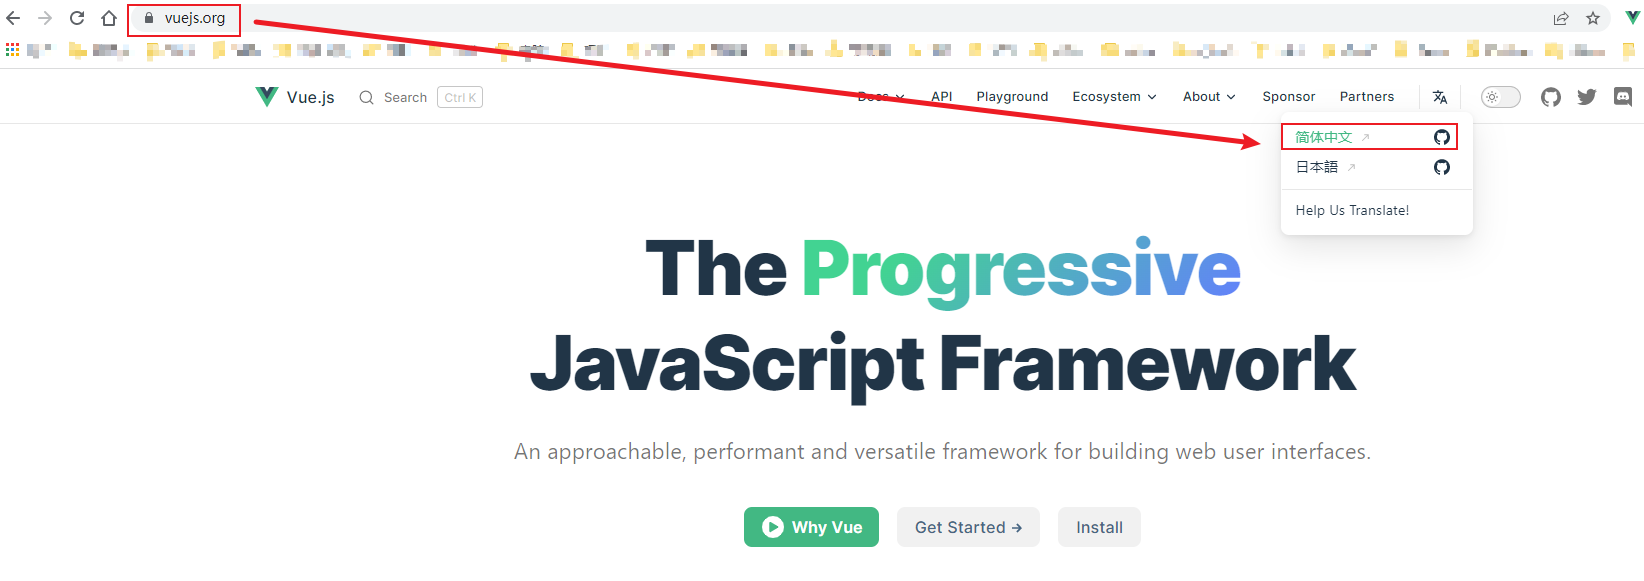 vuejs.org
Vue.js Search Ctrl K Docs API Playground Ecosystem About Sponsor Partners
简体中文
日本語
Help Us Translate!
The Progressive
JavaScript Framework
An approachable, performant and versatile framework for building web user interfaces.
Why Vue Get Started → Install